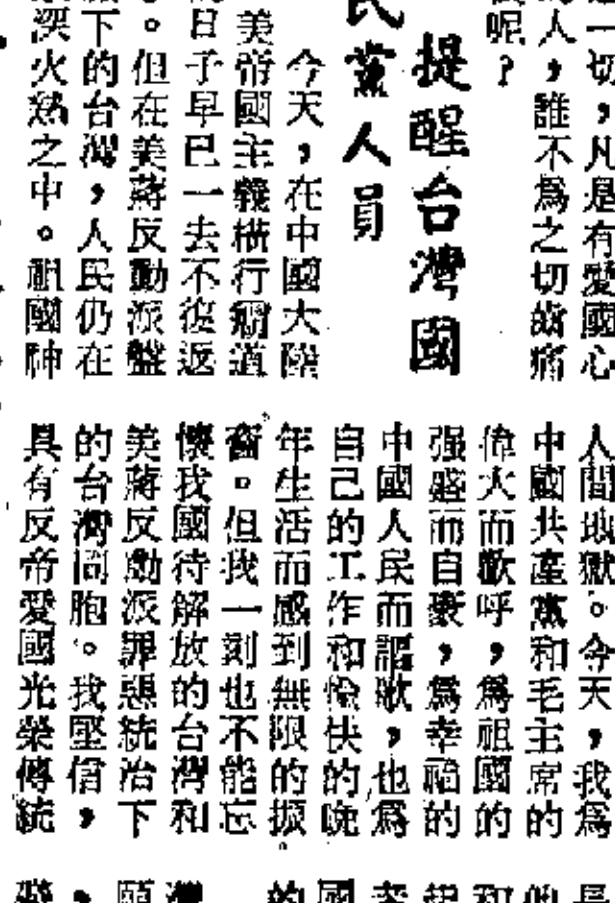 一切，凡是有愛國心
人，誰不爲之切齒痛
呢？
提醒台灣國
民黨人員
今天，在中國大陸
美帝國主義橫行霸道
日子早已一去不復返
。但在美蔣反動派盤
下的台灣，人民仍在
深火熱之中。祖國神
人間地獄。今天，我爲
中國共產黨和毛主席的
偉大而歡呼，爲祖國的
强盛而自豪，爲幸福的
中國人民而謳歌，也爲
自己的工作和愉快的晚
年生活而感到無限的振
奮。但我一刻也不能忘
懷我國待解放的台灣和
美蔣反動派罪惡統治下
的台灣同胞。我堅信，
具有反帝愛國光榮傳統